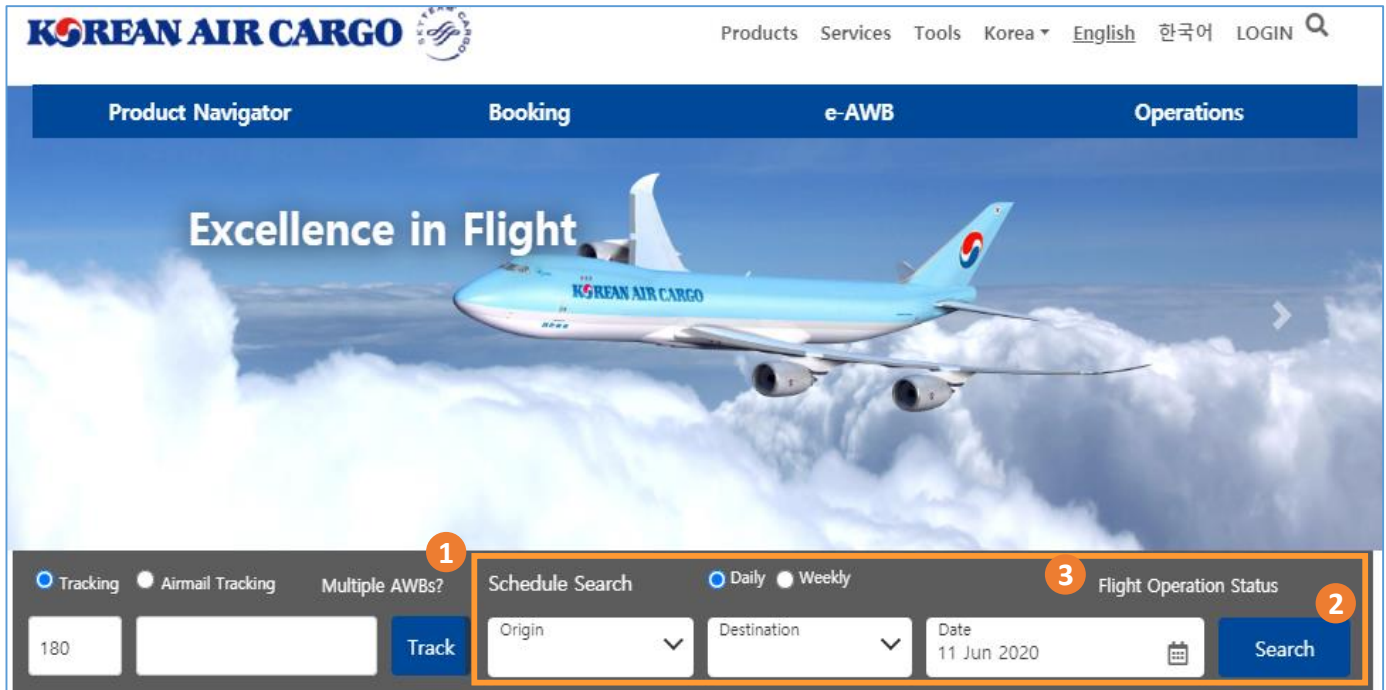 KOREAN AIR CARGO SKYTEAM CARGO
Products Services Tools Korea English 한국어 LOGIN
Product Navigator Booking e-AWB Operations
Excellence in Flight
KOREAN AIR CARGO
1
Tracking Airmail Tracking Multiple AWBs? Schedule Search Daily Weekly 3 Flight Operation Status
2
180 Track Origin Destination Date Search
11 Jun 2020